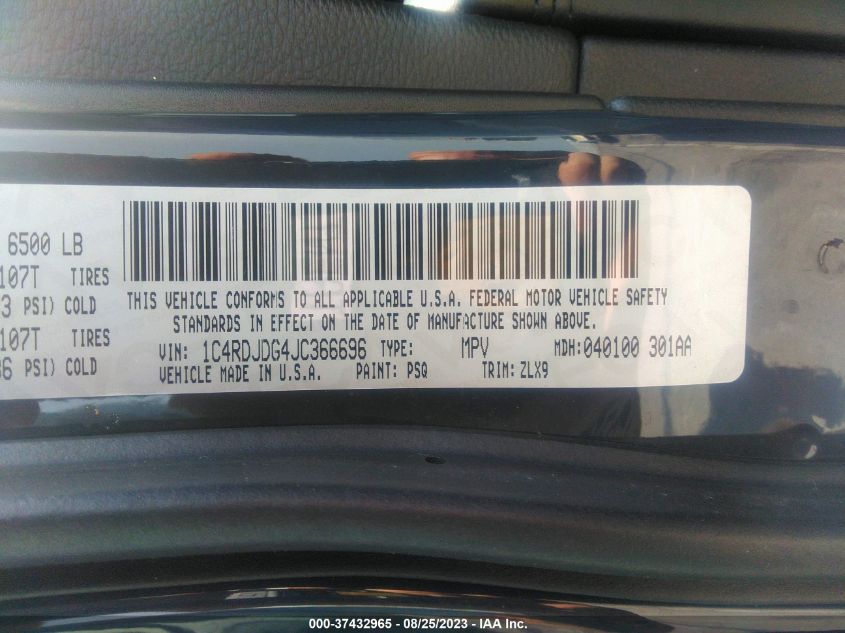 6500 LB
107T TIRES
3 PSI) COLD
107T TIRES
36 PSI) COLD
THIS VEHICLE CONFORMS TO ALL APPLICABLE U.S.A. FEDERAL MOTOR VEHICLE SAFETY
STANDARDS IN EFFECT ON THE DATE OF MANUFACTURE SHOWN ABOVE.
VIN: 1C4RDJDG4JC366696 TYPE: MPV MDH:040100 301AA
VEHICLE MADE IN U.S.A. PAINT: PSQ TRIM: ZLX9
000-37432965 - 08/25/2023 - IAA Inc.